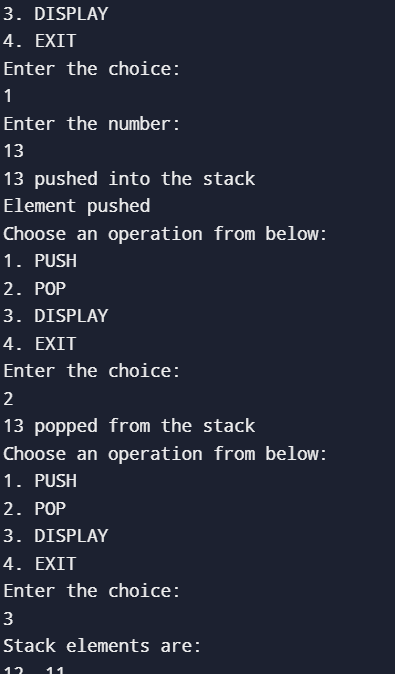 3. DISPLAY
4. EXIT
Enter the choice:
1
Enter the number:
13
13 pushed into the stack
Element pushed
Choose an operation from below:
1. PUSH
2. POP
3. DISPLAY
4. EXIT
Enter the choice:
2
13 popped from the stack
Choose an operation from below:
1. PUSH
2. POP
3. DISPLAY
4. EXIT
Enter the choice:
3
Stack elements are:
12  11